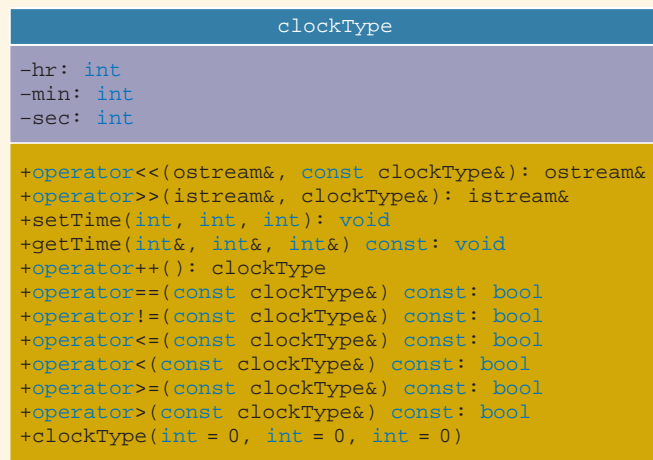 clockType
-hr: int
-min: int
-sec: int
+operator<<(ostream&, const clockType&): ostream&
+operator>>(istream&, clockType&): istream&
+setTime(int, int, int): void
+getTime(int&, int&, int&) const: void
+operator++(): clockType
+operator==(const clockType&) const: bool
+operator!=(const clockType&) const: bool
+operator<=(const clockType&) const: bool
+operator<(const clockType&) const: bool
+operator>=(const clockType&) const: bool
+operator>(const clockType&) const: bool
+clockType(int = 0, int = 0, int = 0)